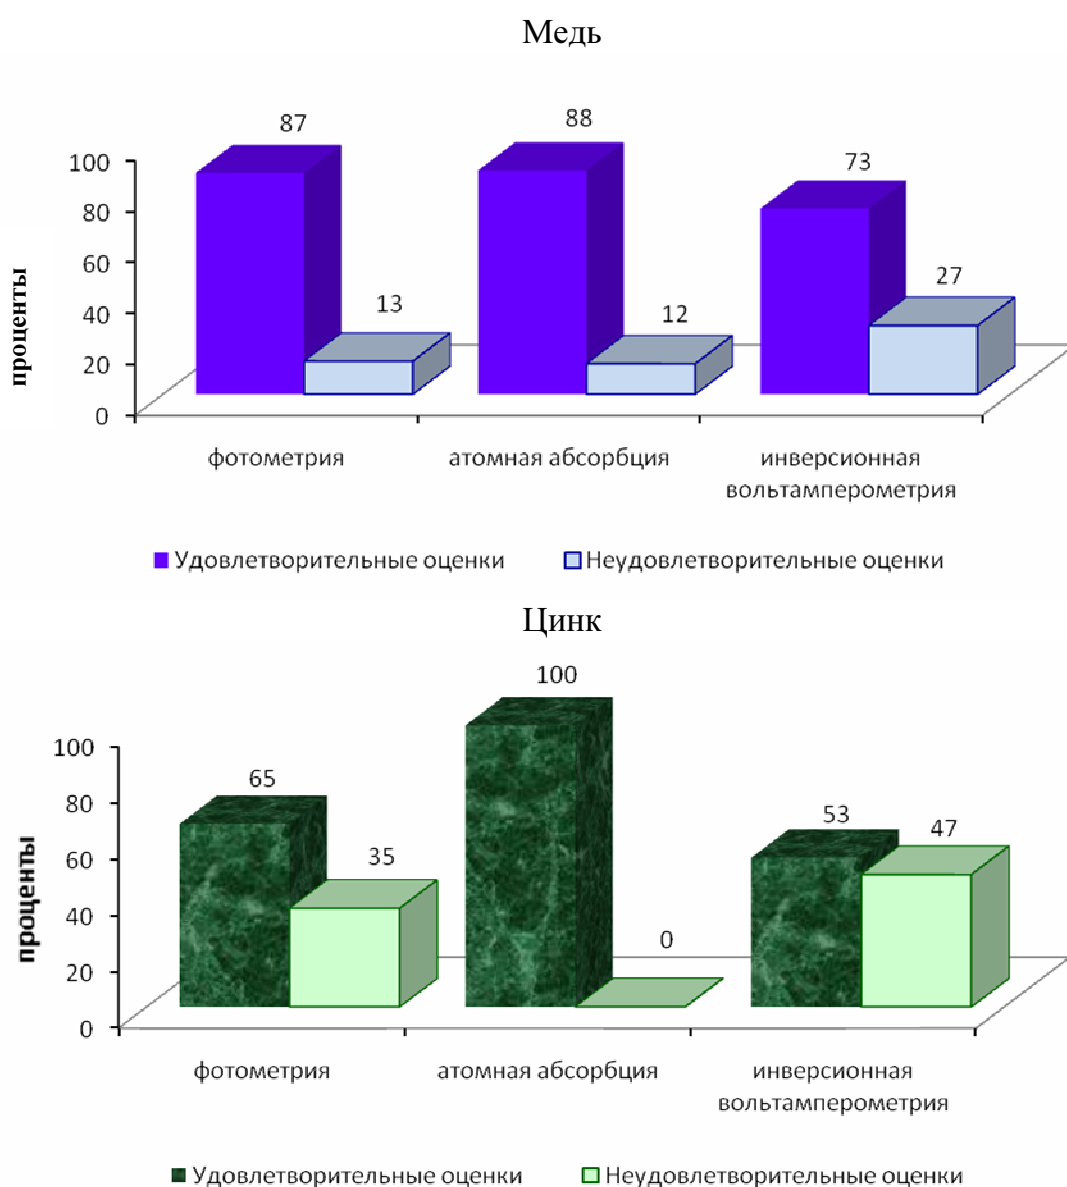 Медь
87
88
73
13
12
27
100
80
60
40
20
0
проценты
фотометрия
атомная абсорбция
инверсионная
вольтамперометрия
Удовлетворительные оценки
Неудовлетворительные оценки
Цинк
65
100
53
35
0
47
100
80
60
40
20
0
проценты
фотометрия
атомная абсорбция
инверсионная
вольтамперометрия
Удовлетворительные оценки
Неудовлетворительные оценки